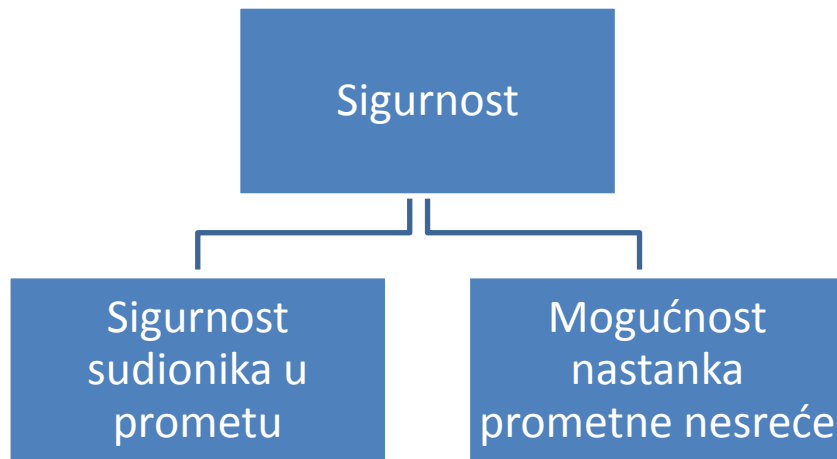 Sigurnost
Sigurnost
sudionika u
prometu
Mogućnost
nastanka
prometne nesreće